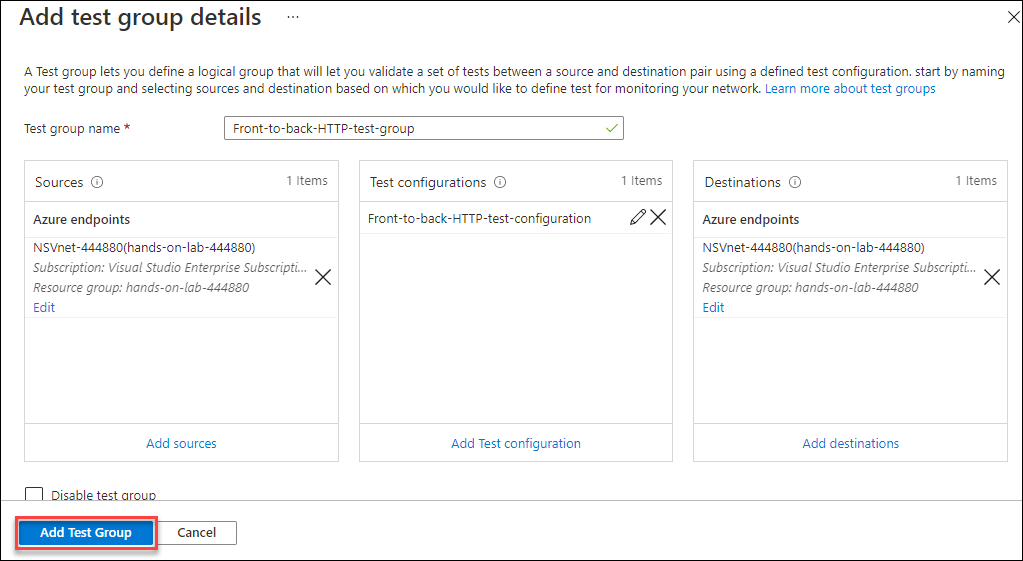 Add test group details ...
A Test group lets you define a logical group that will let you validate a set of tests between a source and destination pair using a defined test configuration. start by naming
your test group and selecting sources and destination based on which you would like to define test for monitoring your network. Learn more about test groups
Test group name *
Front-to-back-HTTP-test-group
Sources
1 Items
Azure endpoints
NSVnet-444880(hands-on-lab-444880)
Subscription: Visual Studio Enterprise Subscripti...
Resource group: hands-on-lab-444880
Edit
Add sources
Test configurations
1 Items
Front-to-back-HTTP-test-configuration
Add Test configuration
Destinations
1 Items
Azure endpoints
NSVnet-444880(hands-on-lab-444880)
Subscription: Visual Studio Enterprise Subscripti...
Resource group: hands-on-lab-444880
Edit
Add destinations
Disable test group
Add Test Group
Cancel